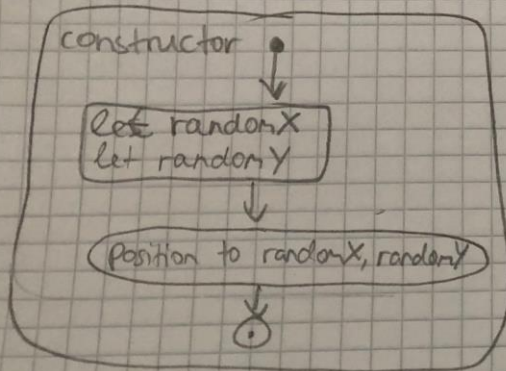 constructor
let randomX
let randomY
Position to randomX, randomY